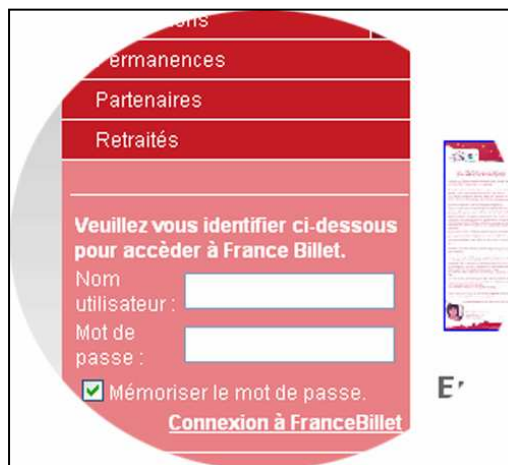 Permanences
Partenaires
Retraités
Veuillez vous identifier ci-dessous
pour accèder à France Billet.
Nom
utilisateur :
Mot de
passe :
Mémoriser le mot de passe.
Connexion à FranceBillet